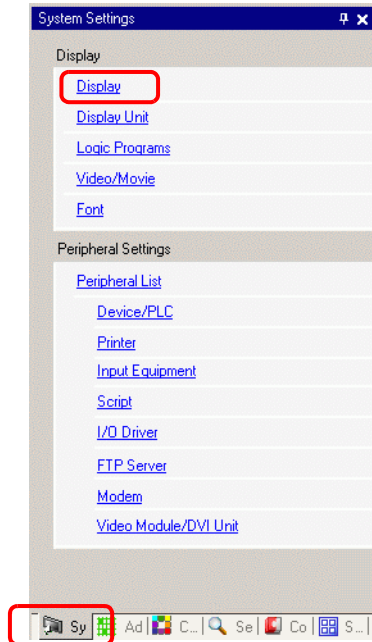 System Settings
Display
Display
Display Unit
Logic Programs
Video/Movie
Font
Peripheral Settings
Peripheral List
Device/PLC
Printer
Input Equipment
Script
I/O Driver
FTP Server
Modem
Video Module/DVI Unit
Sy Ad C... Se Co S...